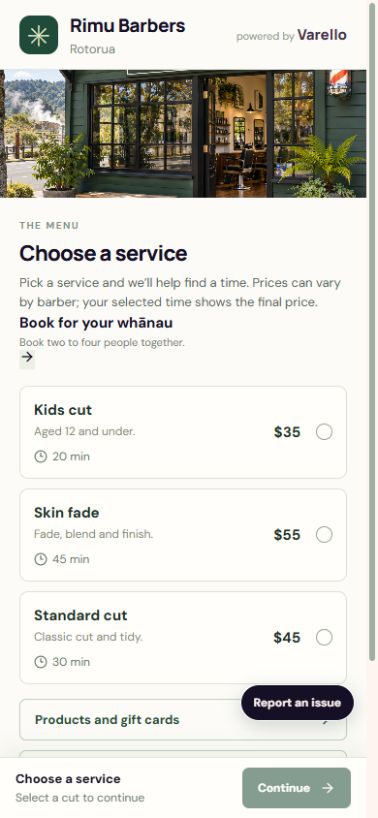 Rimu Barbers
Rotorua
powered by Varello
THE MENU
Choose a service
Pick a service and we'll help find a time. Prices can vary
by barber; your selected time shows the final price.
Book for your whānau
Book two to four people together.
→
Kids cut
Aged 12 and under.
$35
20 min
Skin fade
Fade, blend and finish.
$55
45 min
Standard cut
Classic cut and tidy.
$45
30 min
Report an issue
Products and gift cards
Choose a service
Select a cut to continue
Continue →